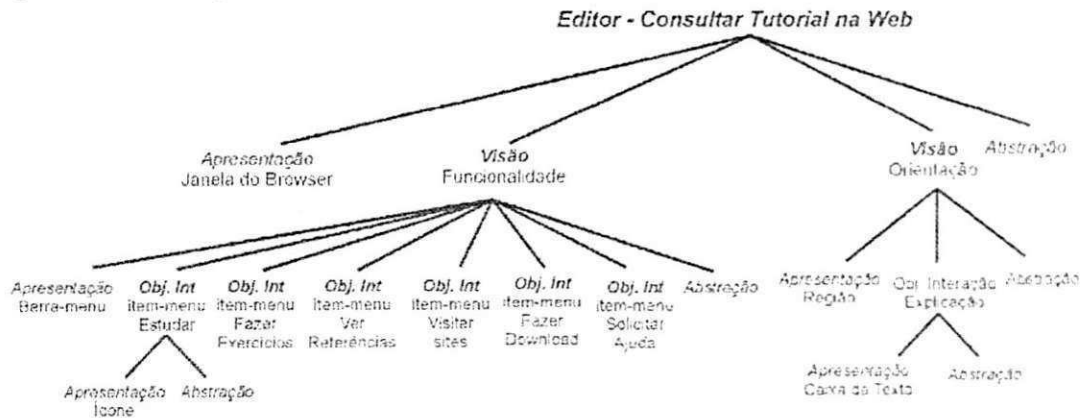 Editor - Consultar Tutorial na Web
Apresentação
Janela do Browser
Visão
Funcionalidade
Visão
Orientação
Abstração
Apresentação
Barra-menu
Obj. Int
item-menu
Estudar
Obj. Int
item-menu
Fazer
Exercícios
Obj. Int
item-menu
Ver
Referências
Obj. Int
item-menu
Visitar
sites
Obj. Int
item-menu
Fazer
Download
Obj. Int
item-menu
Solicitar
Ajuda
Abstração
Apresentação
Região
Obj. Interação
Explicação
Abstração
Apresentação
Ícone
Abstração
Apresentação
Caixa de Texto
Abstração